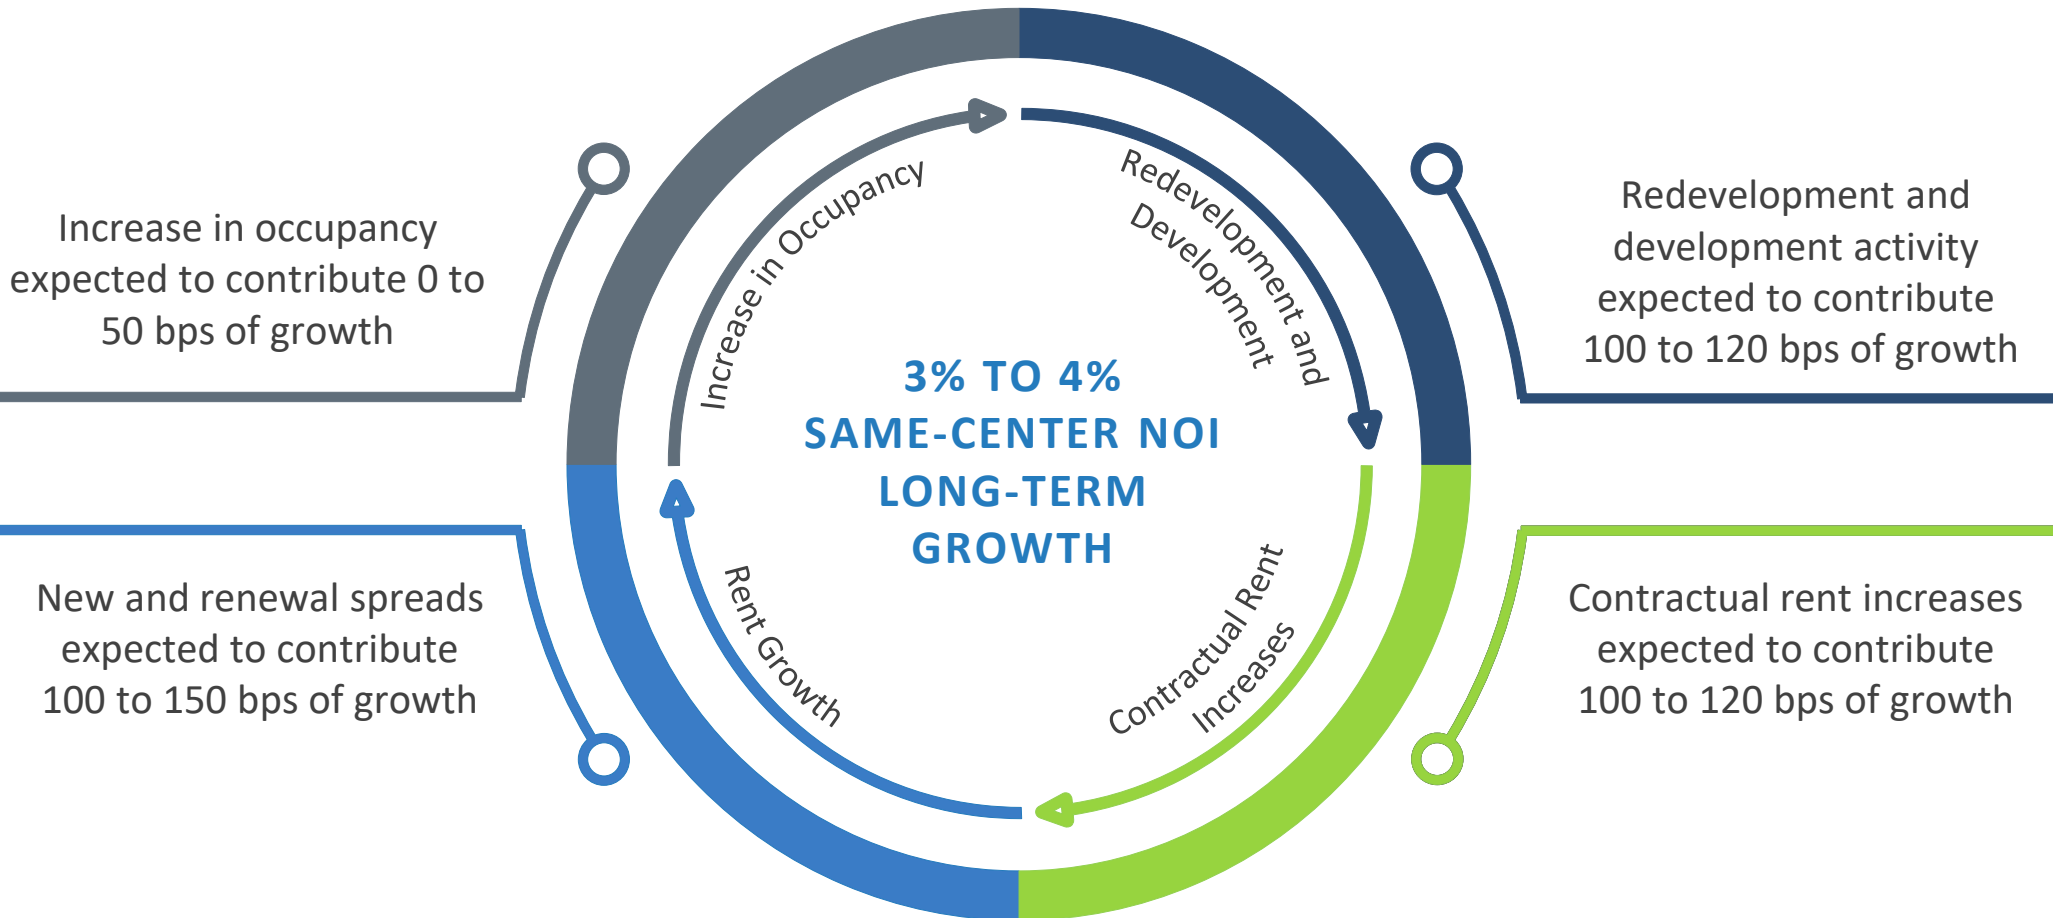 Increase in occupancy
expected to contribute 0 to
50 bps of growth
Redevelopment and
development activity
expected to contribute
100 to 120 bps of growth
Increase in Occupancy
Redevelopment and
Development
3% TO 4%
SAME-CENTER NOI
LONG-TERM
GROWTH
Rent Growth
Contractual Rent
Increases
New and renewal spreads
expected to contribute
100 to 150 bps of growth
Contractual rent increases
expected to contribute
100 to 120 bps of growth